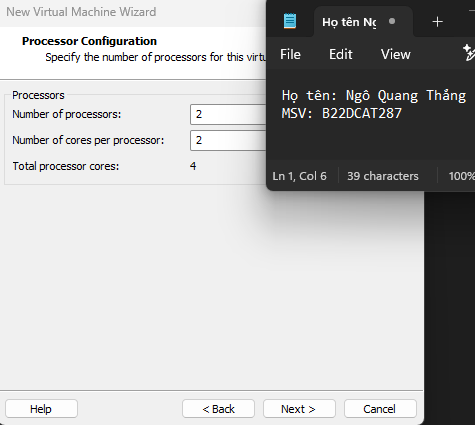 New Virtual Machine Wizard
Processor Configuration
Specify the number of processors for this
Processors
Number of processors: 2
Number of cores per processor: 2
Total processor cores: 4
Help
< Back
Next >
Cancel
Họ tên
File
Edit
View
Họ tên: Ngô Quang Thắng
MSV: B22DCAT287
Ln 1, Col 6
39 characters
100%